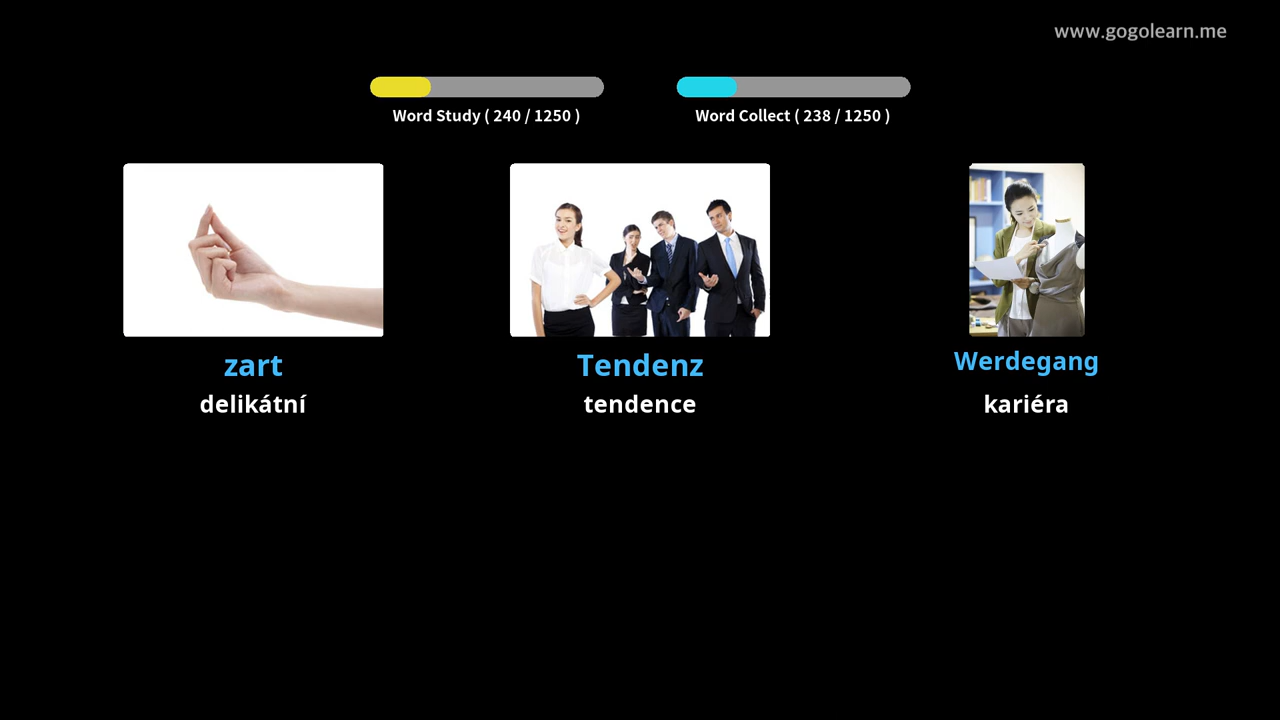 www.gogolearn.me
Word Study ( 240 / 1250 )
Word Collect ( 238 / 1250 )
zart
Tendenz
Werdegang
delikátní
tendence
kariéra